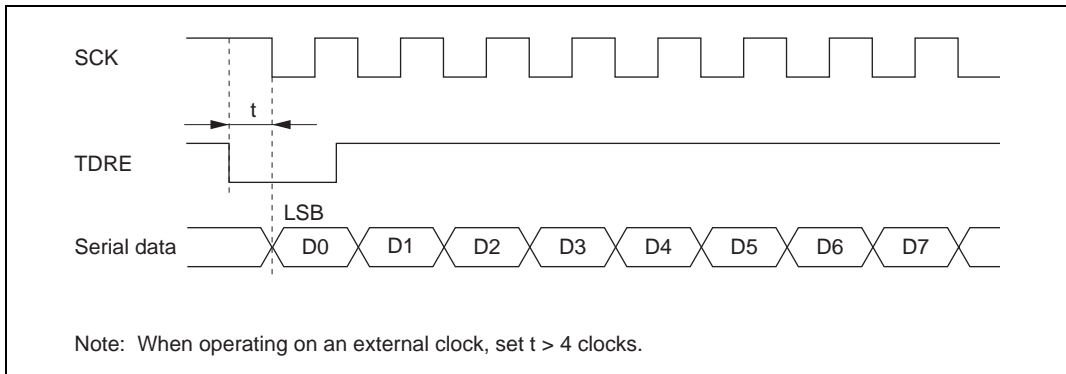 SCK
t
TDRE
LSB
Serial data D0 D1 D2 D3 D4 D5 D6 D7
Note: When operating on an external clock, set t > 4 clocks.